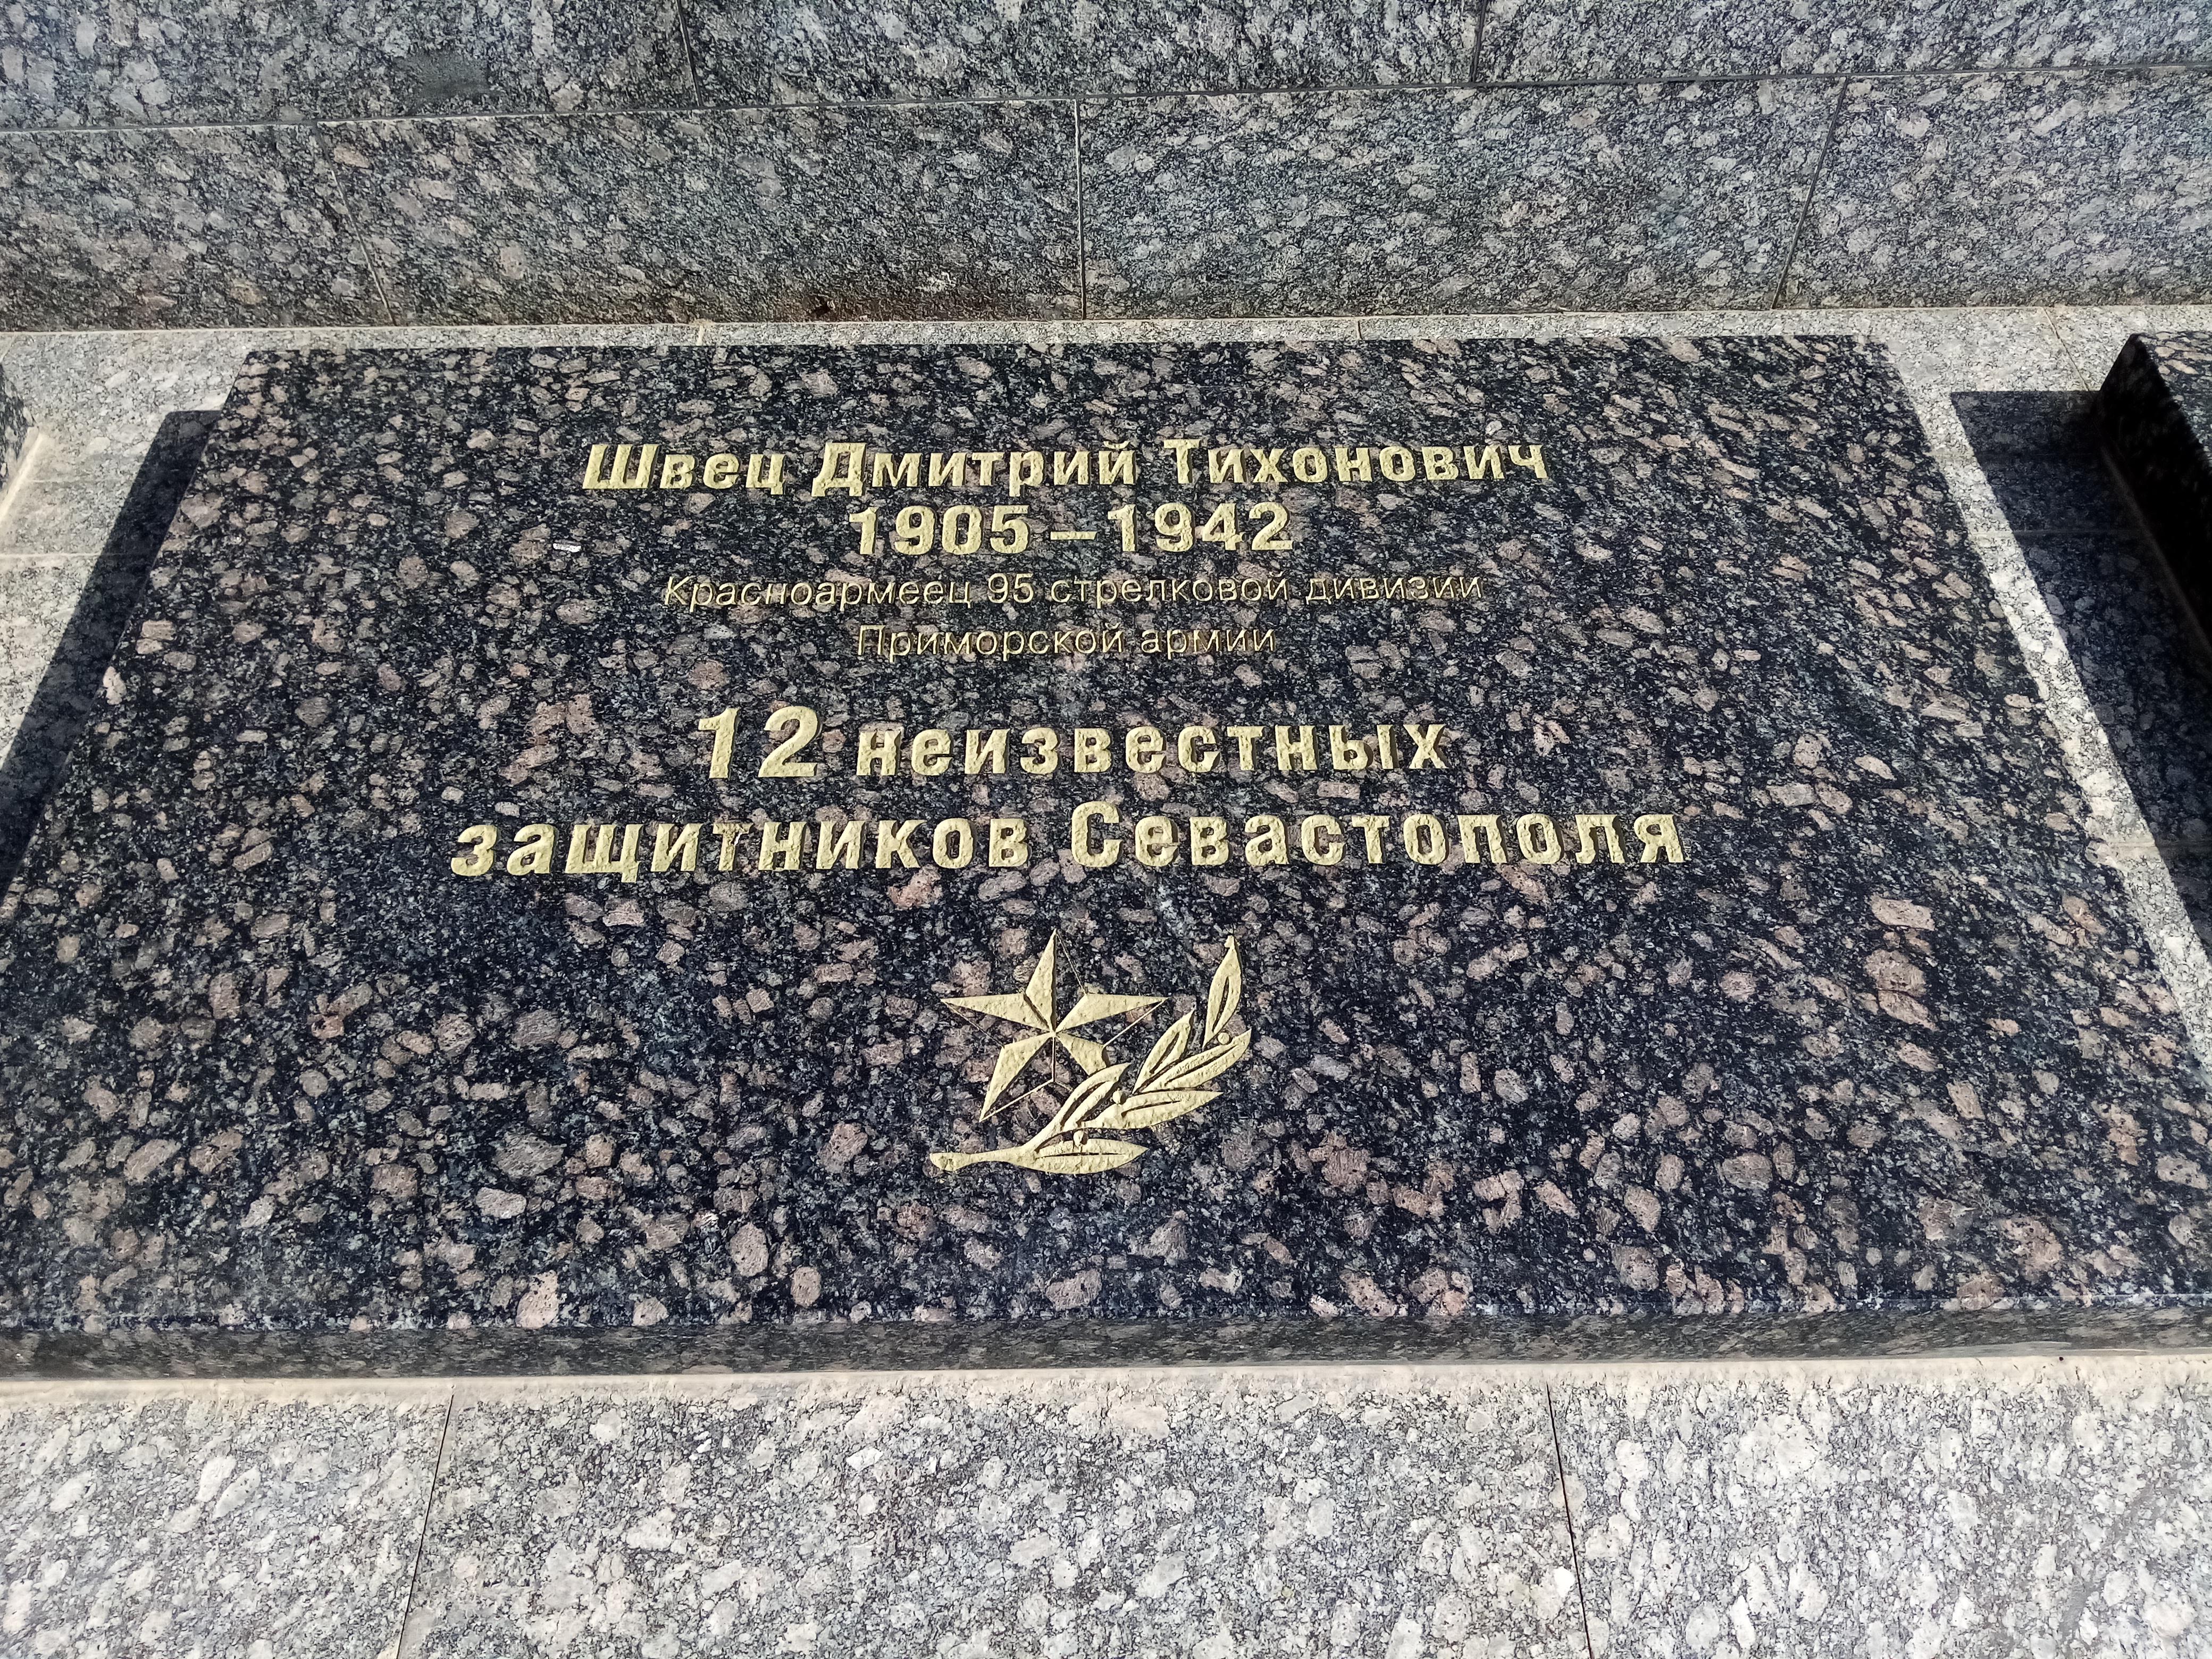 Швец Дмитрий Тихонович
1905 – 1942
Красноармеец 95 стрелковой дивизии
Приморской армии
12 неизвестных
защитников Севастополя